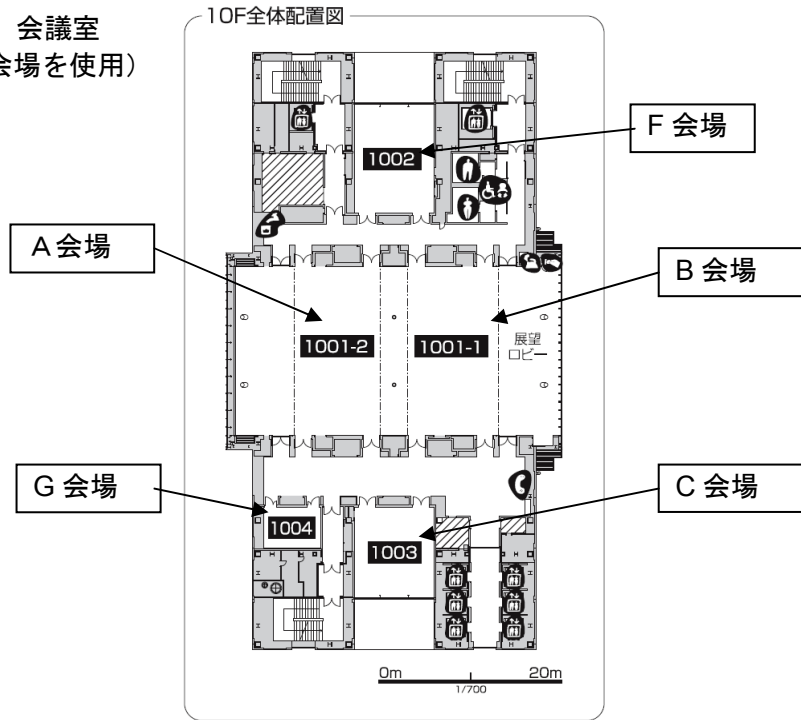 会議室
会場を使用）
10F全体配置図
F 会場
1002
A 会場
B 会場
1001-2
1001-1
展望
ロビー
G 会場
C 会場
1004
1003
0m
20m
1/700